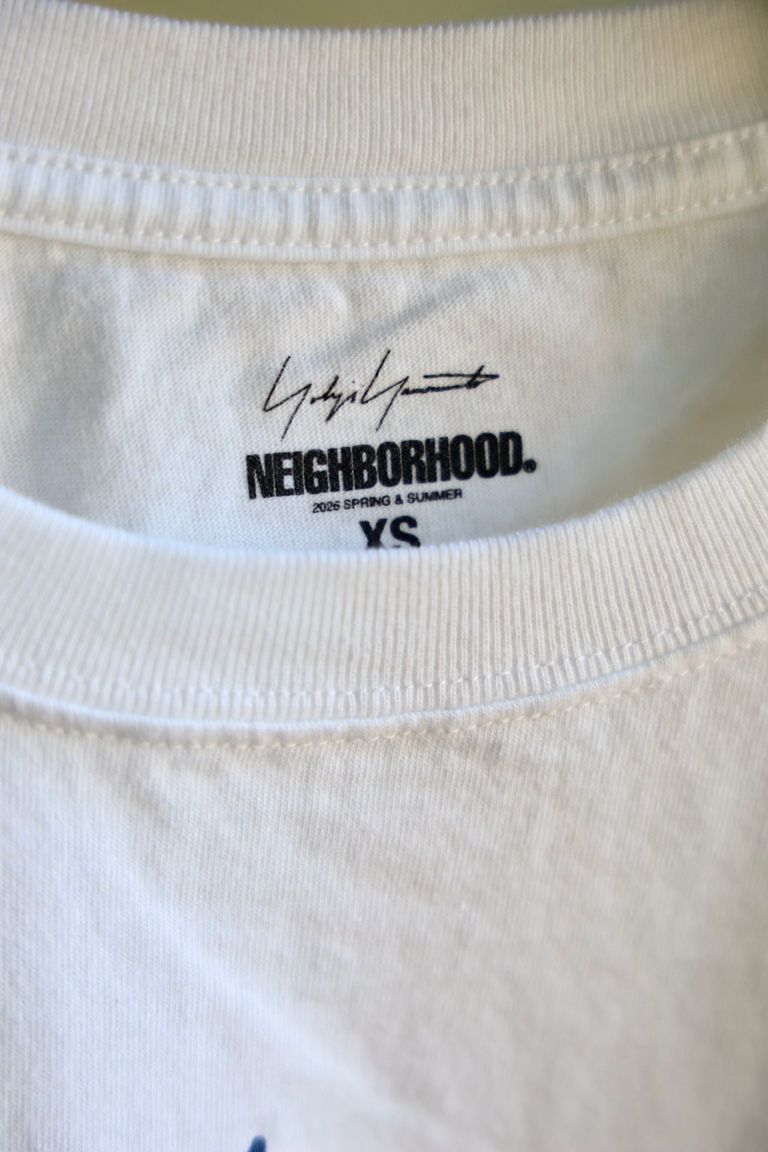 Yohji Yamamoto
NEIGHBORHOOD.
2026 SPRING & SUMMER
XS